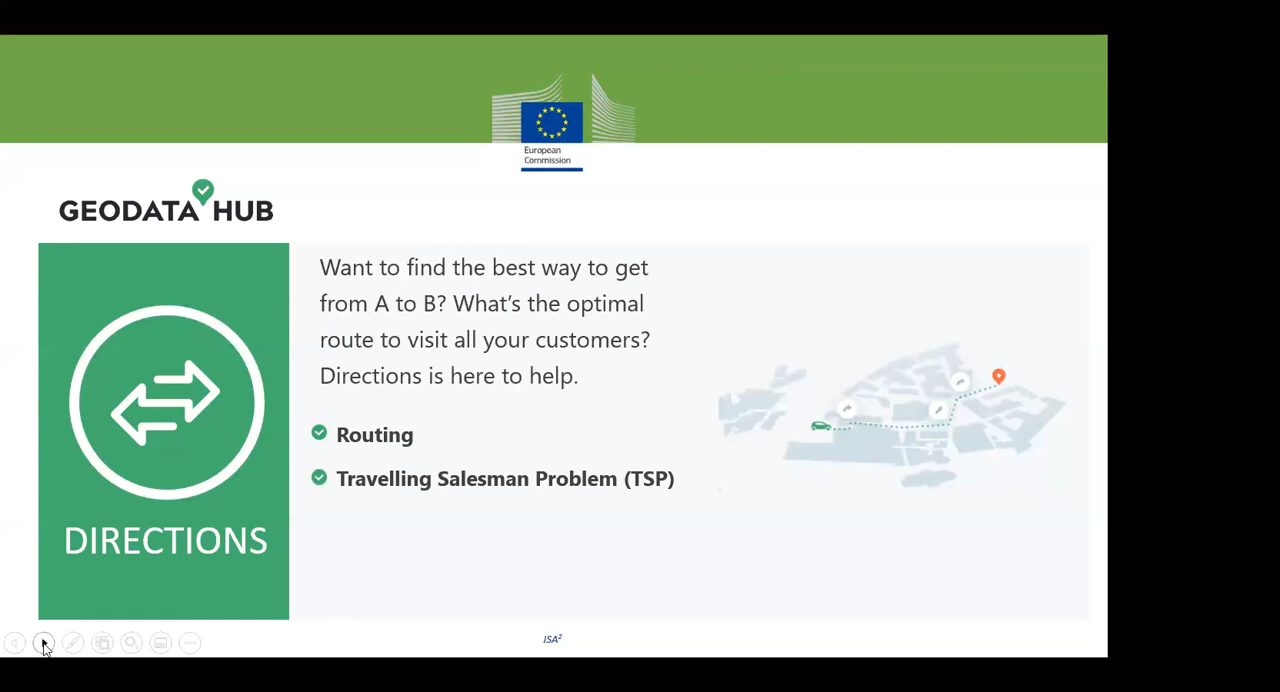 European
Commission
GEODATA HUB
Want to find the best way to get
from A to B? What's the optimal
route to visit all your customers?
Directions is here to help.
Routing
Travelling Salesman Problem (TSP)
DIRECTIONS
ISA²